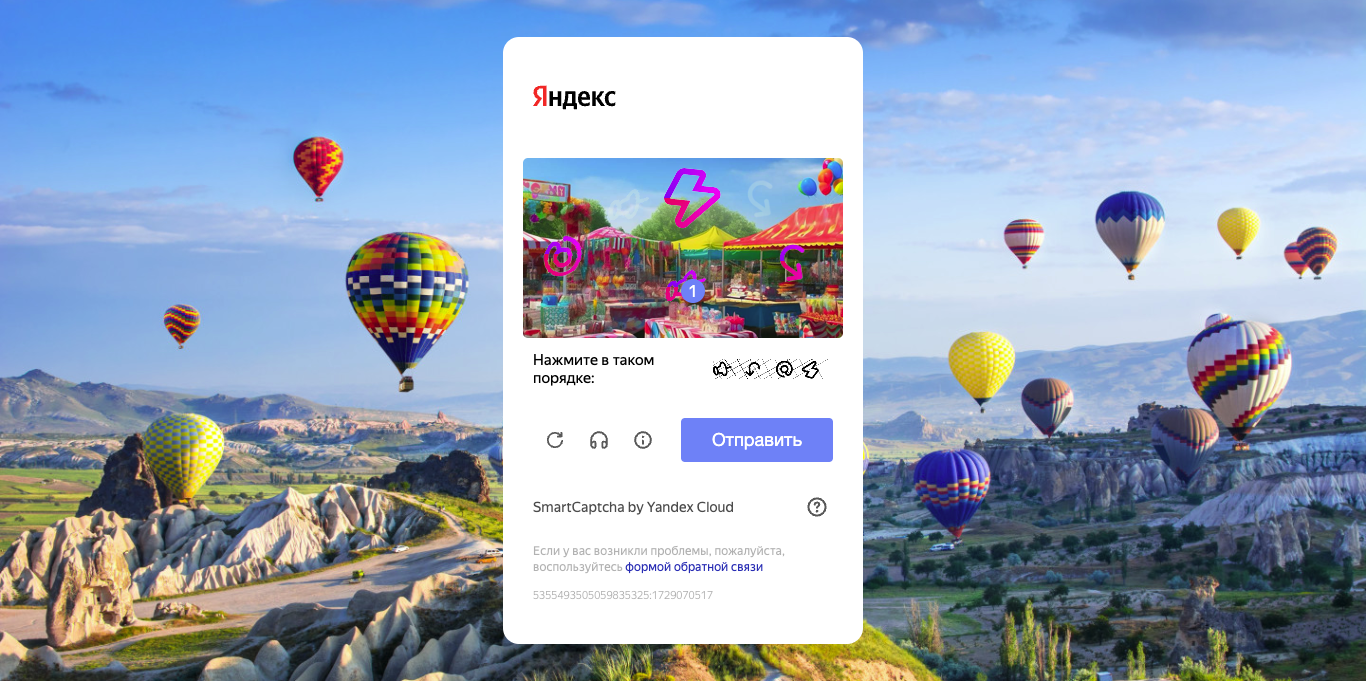 Яндекс
1
Нажмите в таком
порядке:
Отправить
SmartCaptcha by Yandex Cloud
Если у вас возникли проблемы, пожалуйста,
воспользуйтесь формой обратной связи
5355493505059835325:1729070517